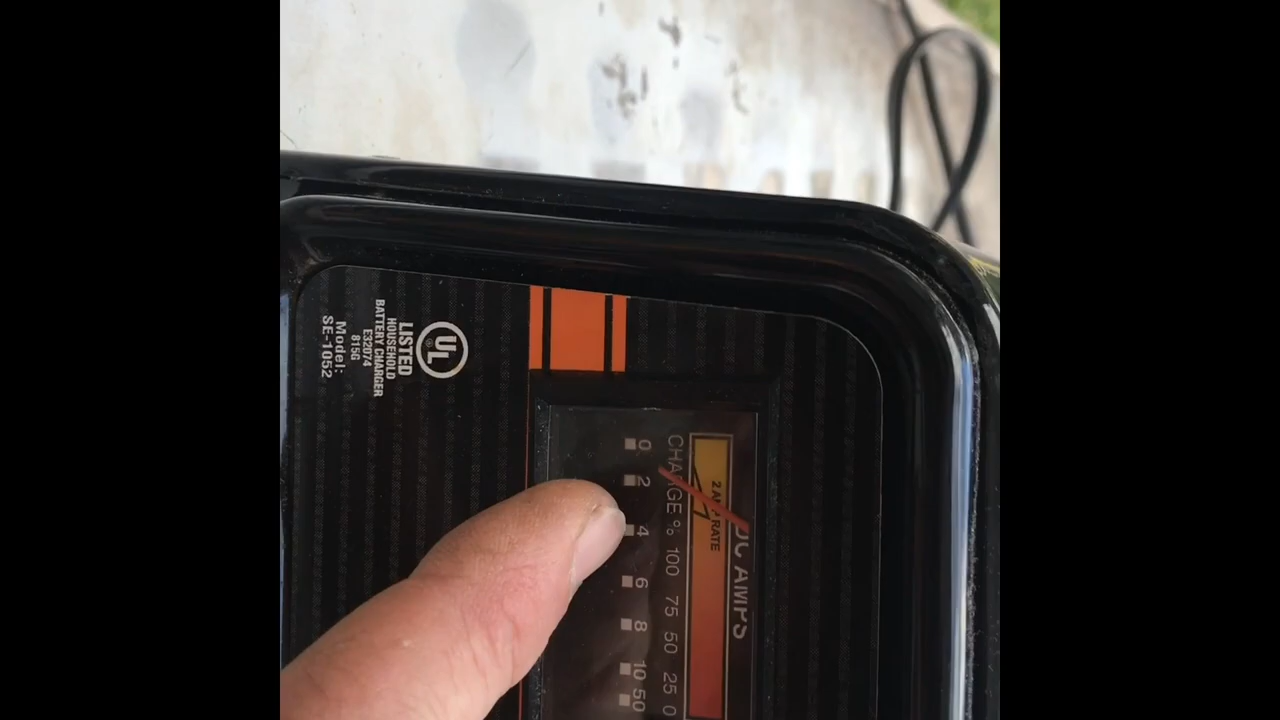 UL
LISTED
HOUSEHOLD
BATTERY CHARGER
E32074
815G
Model:
SE-1052
DC AMPS
RATE
CHARGE % 100 75 50 25 0
0 2 4 6 8 10 50